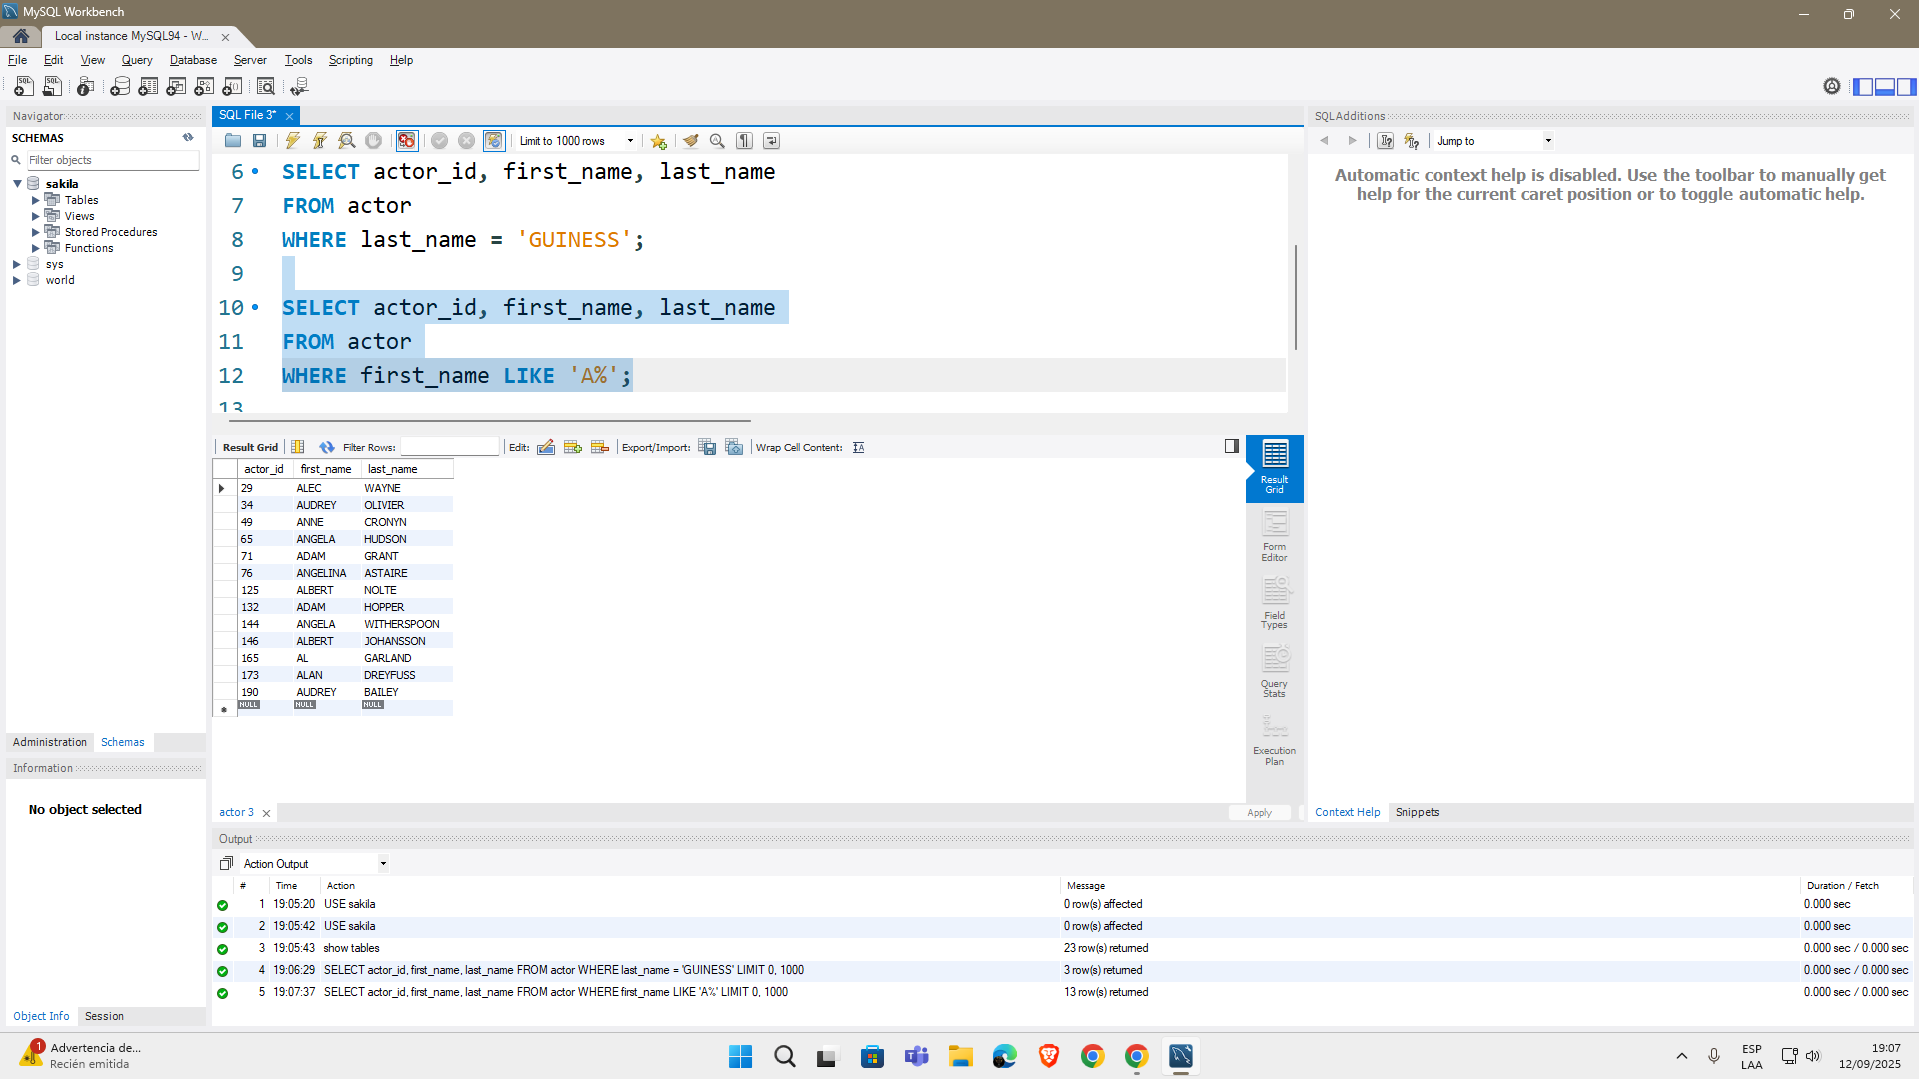 MySQL Workbench
Local instance MySQL94 - W...
File Edit View Query Database Server Tools Scripting Help
Navigator
SCHEMAS
Filter objects
sakila
Tables
Views
Stored Procedures
Functions
sys
world
Administration Schemas
Information
No object selected
Object Info Session
SQL File 3*
Limit to 1000 rows
6 SELECT actor_id, first_name, last_name
7 FROM actor
8 WHERE last_name = 'GUINESS';
9
10 SELECT actor_id, first_name, last_name
11 FROM actor
12 WHERE first_name LIKE 'A%';
13
Result Grid Filter Rows: Edit: Export/Import: Wrap Cell Content:
actor_id first_name last_name
29 ALEC WAYNE
34 AUDREY OLIVIER
49 ANNE CRONYN
65 ANGELA HUDSON
71 ADAM GRANT
76 ANGELINA ASTAIRE
125 ALBERT NOLTE
132 ADAM HOPPER
144 ANGELA WITHERSPOON
146 ALBERT JOHANSSON
165 AL GARLAND
173 ALAN DREYFUSS
190 AUDREY BAILEY
NULL NULL NULL
Result
Grid
Form
Editor
Field
Types
Query
Stats
Execution
Plan
actor 3
Apply
SQLAdditions
Jump to
Automatic context help is disabled. Use the toolbar to manually get
help for the current caret position or to toggle automatic help.
Context Help Snippets
Output
Action Output
# Time Action Message Duration / Fetch
1 19:05:20 USE sakila 0 row(s) affected 0.000 sec
2 19:05:42 USE sakila 0 row(s) affected 0.000 sec
3 19:05:43 show tables 23 row(s) returned 0.000 sec / 0.000 sec
4 19:06:29 SELECT actor_id, first_name, last_name FROM actor WHERE last_name = 'GUINESS' LIMIT 0, 1000 3 row(s) returned 0.000 sec / 0.000 sec
5 19:07:37 SELECT actor_id, first_name, last_name FROM actor WHERE first_name LIKE 'A%' LIMIT 0, 1000 13 row(s) returned 0.000 sec / 0.000 sec
1
Advertencia de...
Recién emitida
ESP
LAA
19:07
12/09/2025